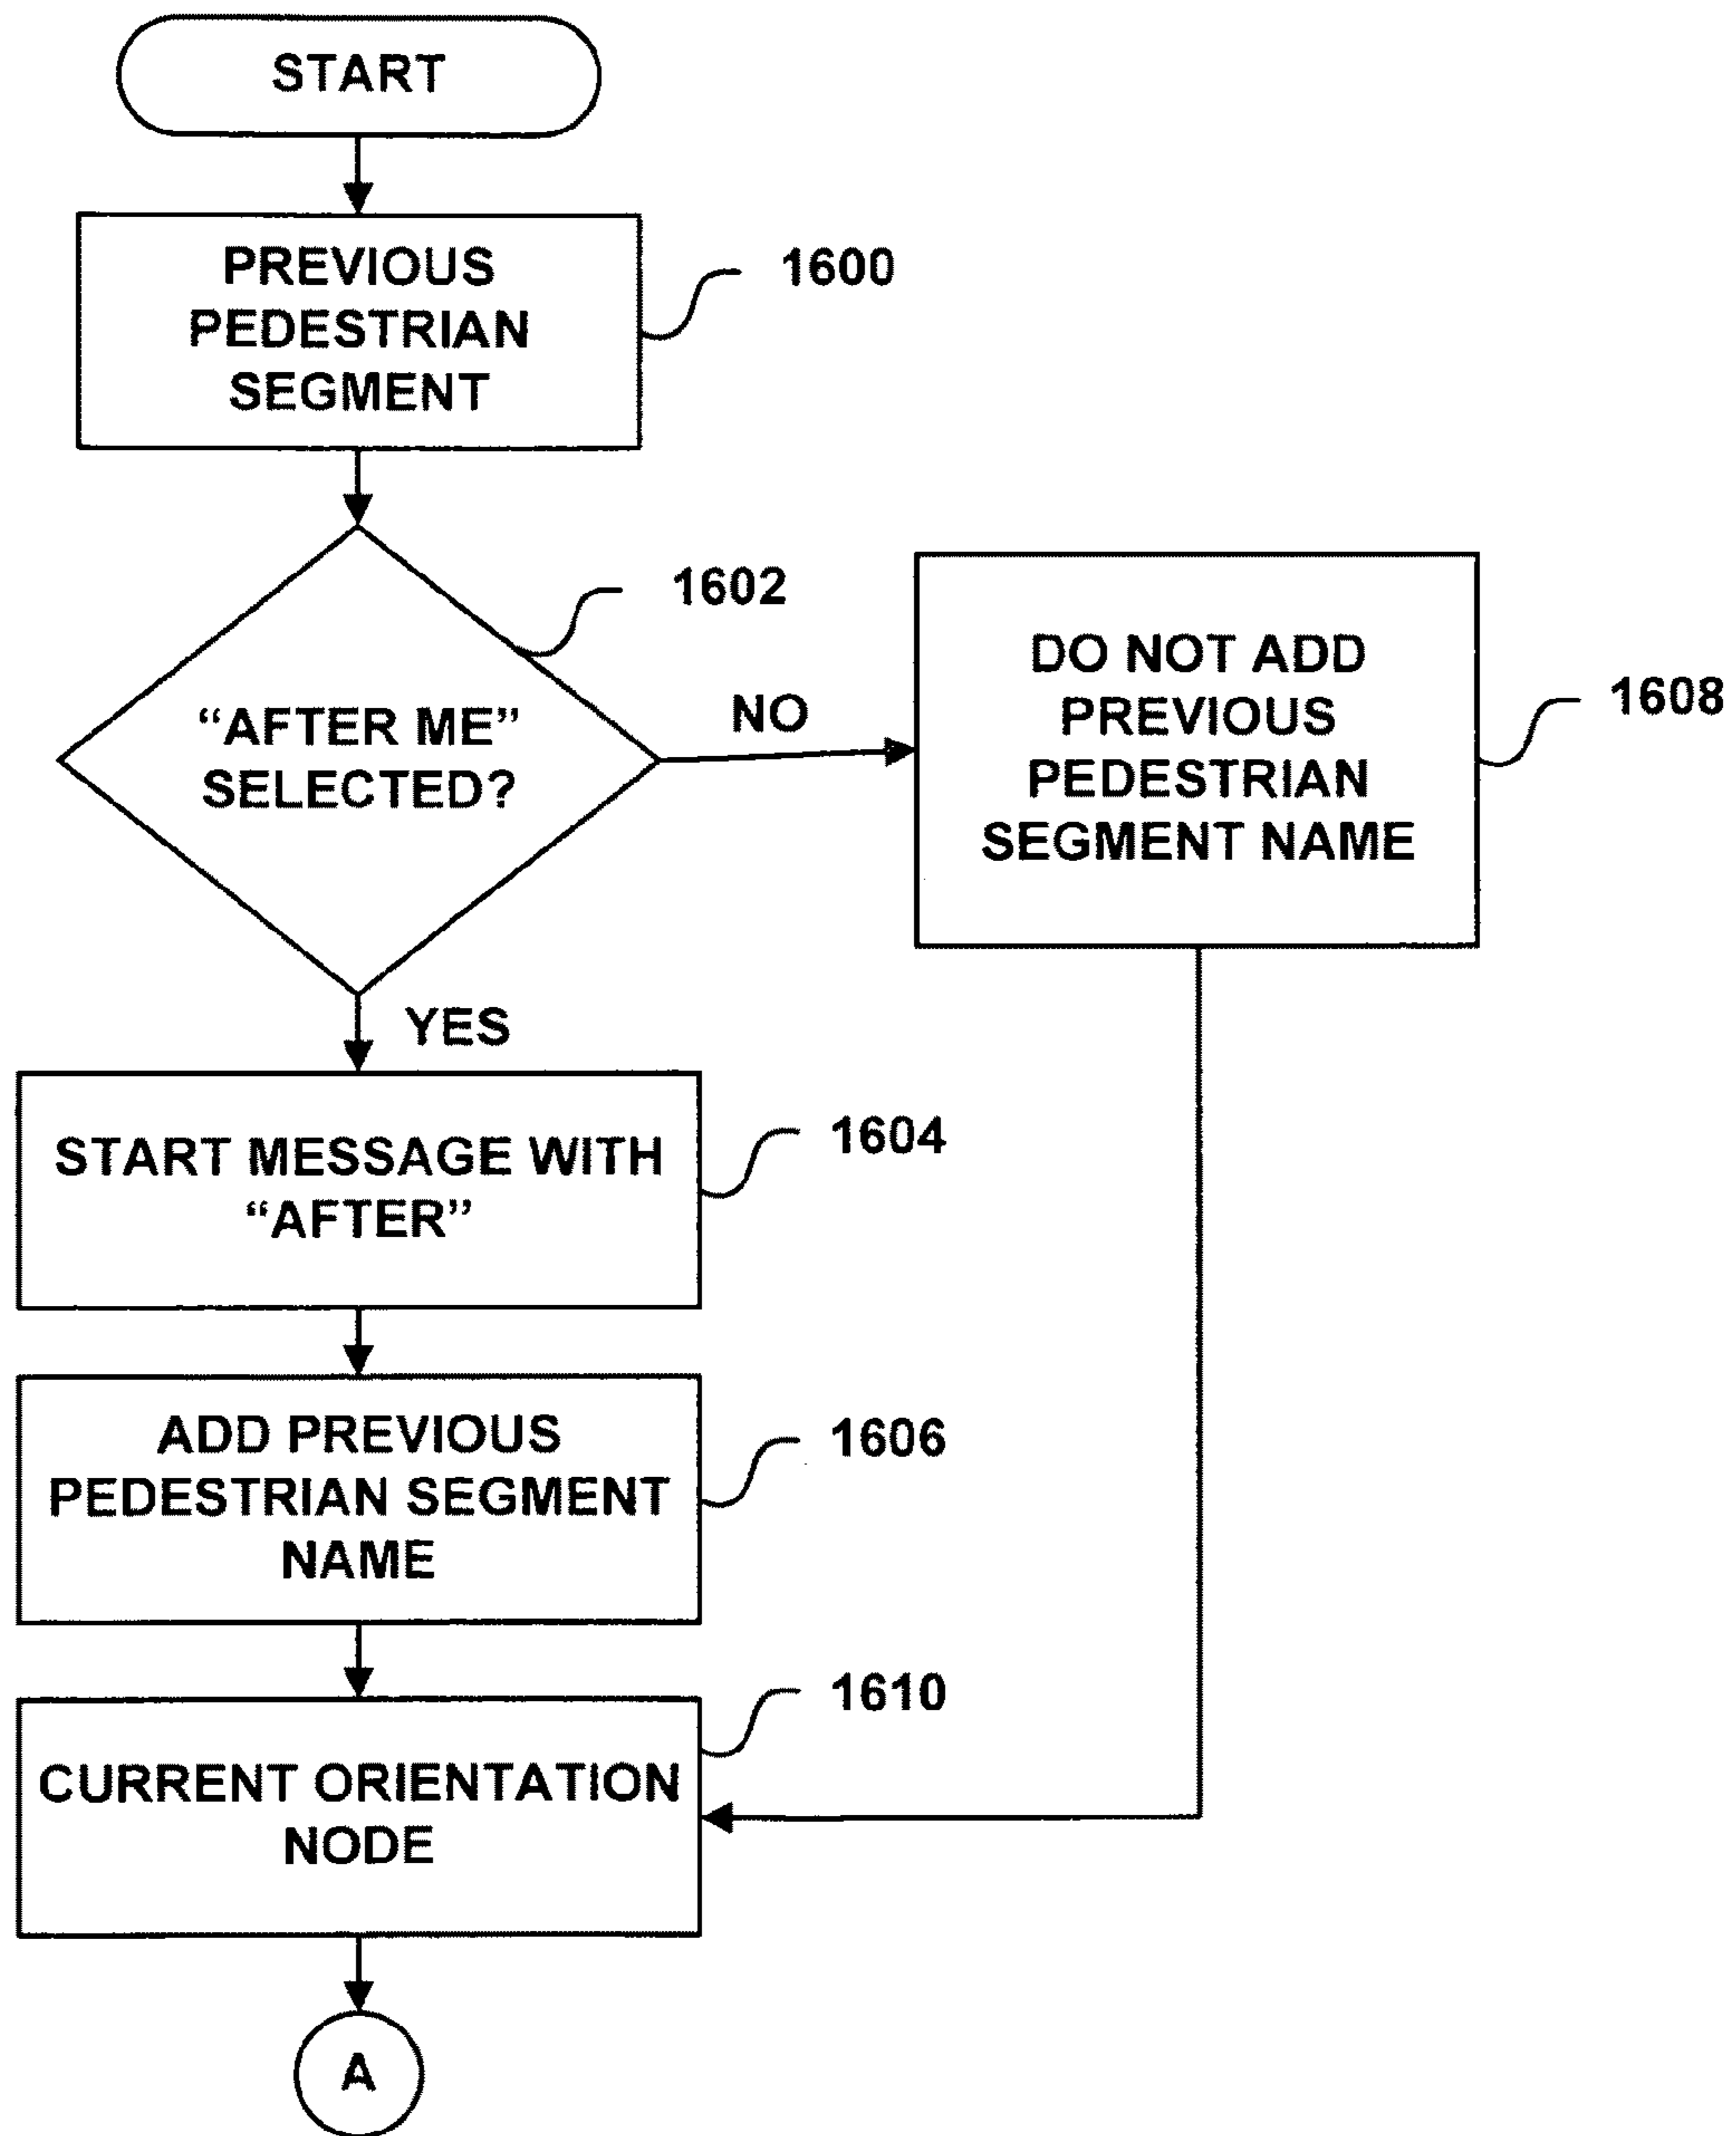 START
PREVIOUS
PEDESTRIAN
SEGMENT
1600
1602
“AFTER ME”
SELECTED?
NO
DO NOT ADD
PREVIOUS
PEDESTRIAN
SEGMENT NAME
1608
YES
START MESSAGE WITH
“AFTER”
1604
ADD PREVIOUS
PEDESTRIAN SEGMENT
NAME
1606
CURRENT ORIENTATION
NODE
1610
A